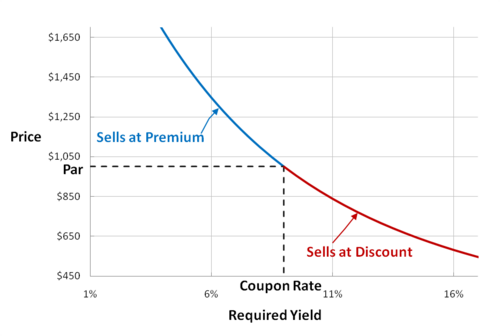 $1,650
$1,450
$1,250
Price
Sells at Premium
$1,050
Par
$850
$650
Sells at Discount
$450
Coupon Rate
1%
6%
11%
16%
Required Yield